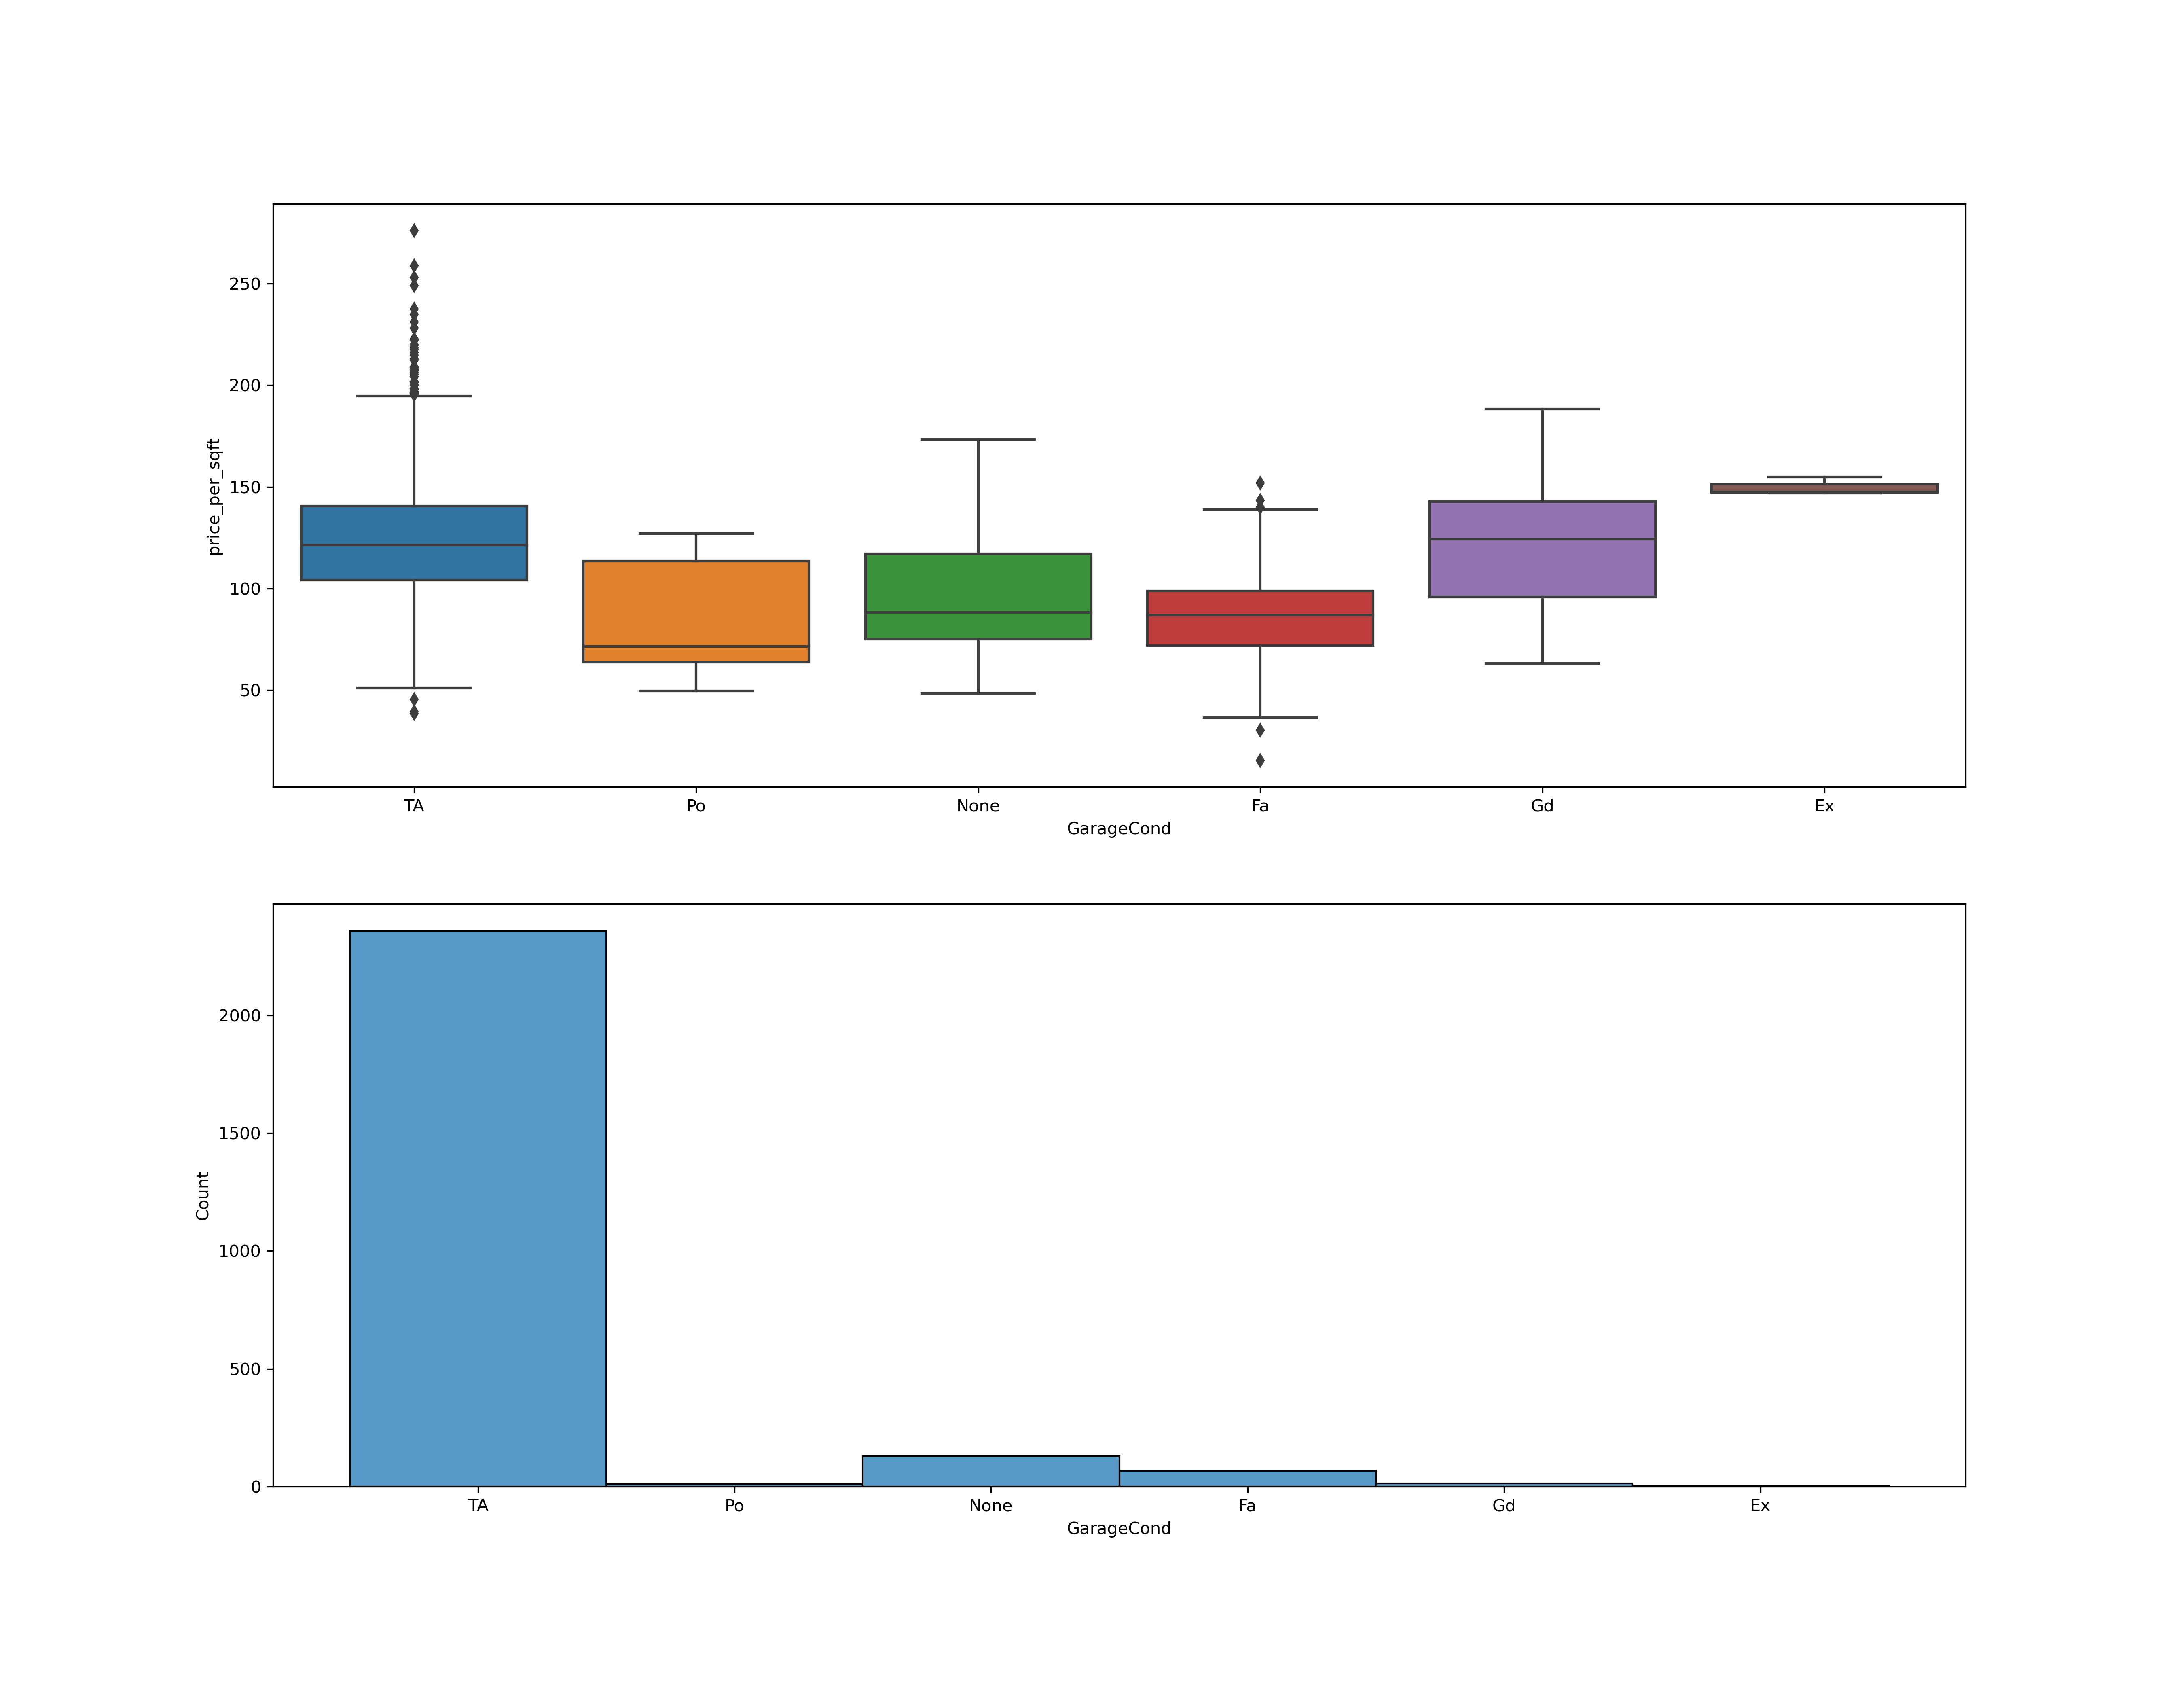 250
200
150
100
50
price_per_sqft
TA Po None Fa Gd Ex
GarageCond
2000
1500
1000
500
0
Count
TA Po None Fa Gd Ex
GarageCond